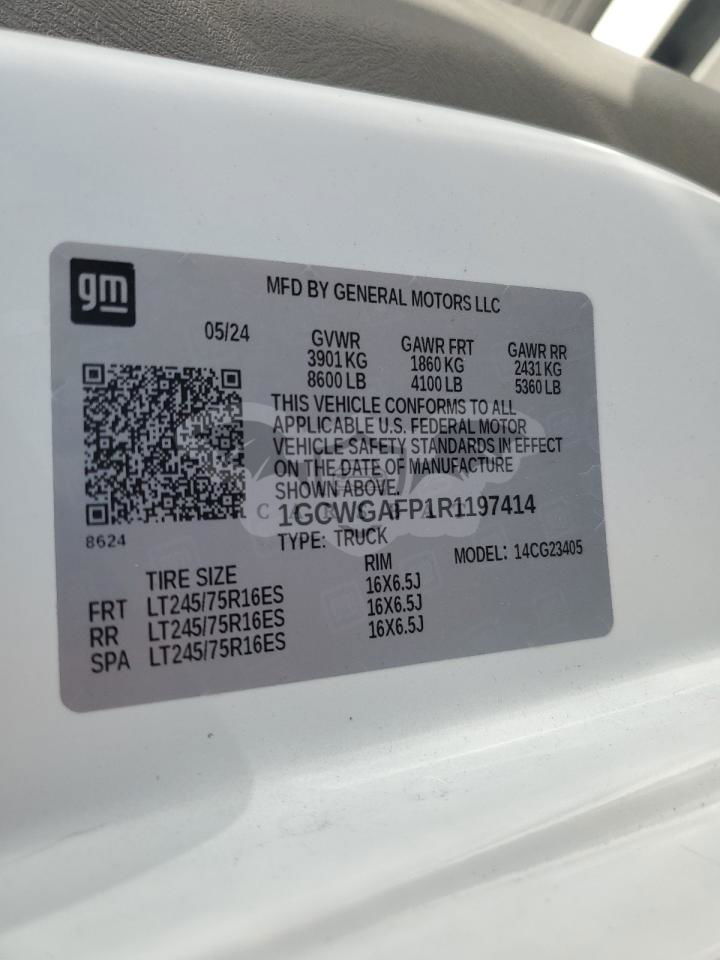 gm
MFD BY GENERAL MOTORS LLC
05/24
GVWR GAWR FRT GAWR RR
3901 KG 1860 KG 2431 KG
8600 LB 4100 LB 5360 LB
THIS VEHICLE CONFORMS TO ALL
APPLICABLE U.S. FEDERAL MOTOR
VEHICLE SAFETY STANDARDS IN EFFECT
ON THE DATE OF MANUFACTURE
SHOWN ABOVE.
1GCWGAFP1R1197414
8624
TYPE: TRUCK
MODEL: 14CG23405
TIRE SIZE RIM
FRT LT245/75R16ES 16X6.5J
RR LT245/75R16ES 16X6.5J
SPA LT245/75R16ES 16X6.5J